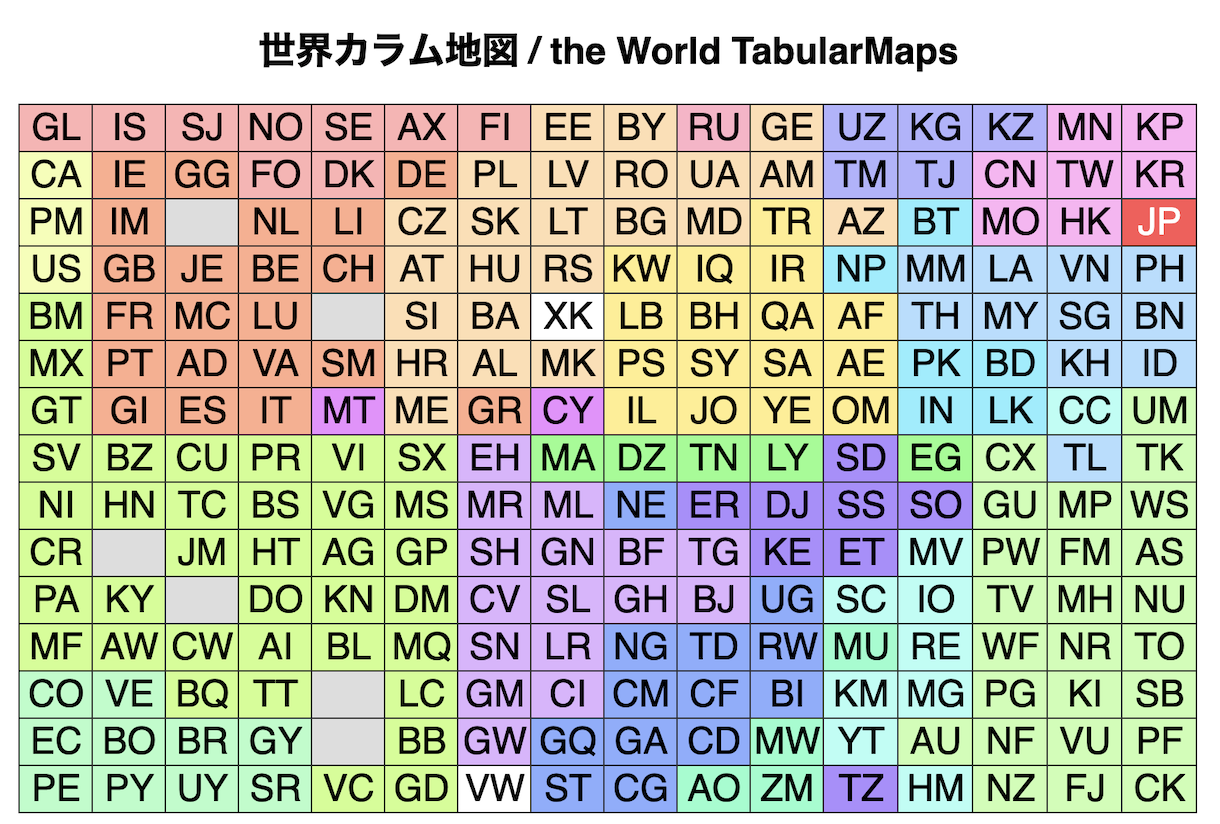 世界カラム地図 / the World TabularMaps
GL IS SJ NO SE AX FI EE BY RU GE UZ KG KZ MN KP
CA IE GG FO DK DE PL LV RO UA AM TM TJ CN TW KR
PM IM NL LI CZ SK LT BG MD TR AZ BT MO HK JP
US GB JE BE CH AT HU RS KW IQ IR NP MM LA VN PH
BM FR MC LU SI BA XK LB BH QA AF TH MY SG BN
MX PT AD VA SM HR AL MK PS SY SA AE PK BD KH ID
GT GI ES IT MT ME GR CY IL JO YE OM IN LK CC UM
SV BZ CU PR VI SX EH MA DZ TN LY SD EG CX TL TK
NI HN TC BS VG MS MR ML NE ER DJ SS SO GU MP WS
CR JM HT AG GP SH GN BF TG KE ET MV PW FM AS
PA KY DO KN DM CV SL GH BJ UG SC IO TV MH NU
MF AW CW AI BL MQ SN LR NG TD RW MU RE WF NR TO
CO VE BQ TT LC GM CI CM CF BI KM MG PG KI SB
EC BO BR GY BB GW GQ GA CD MW YT AU NF VU PF
PE PY UY SR VC GD VW ST CG AO ZM TZ HM NZ FJ CK